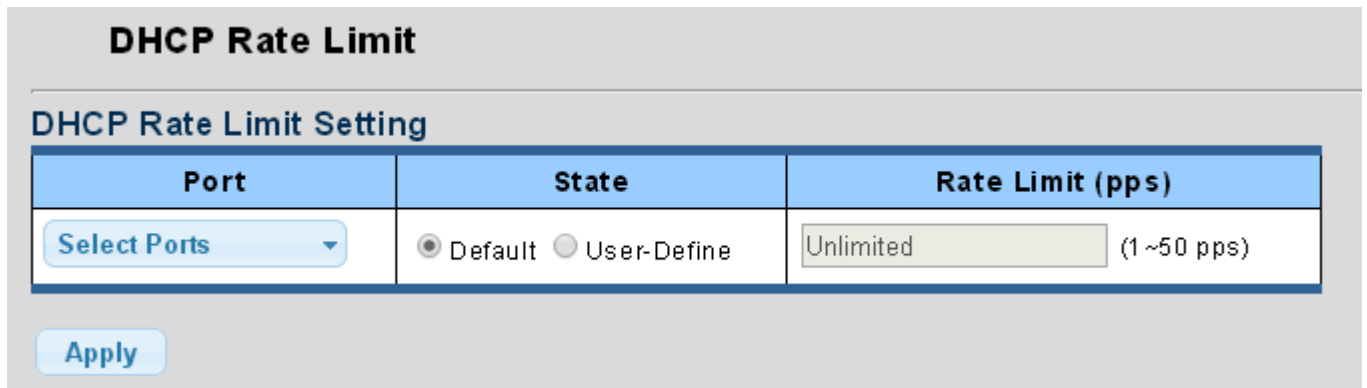 DHCP Rate Limit
DHCP Rate Limit Setting
Port State Rate Limit (pps)
Select Ports Default User-Define Unlimited (1~50 pps)
Apply